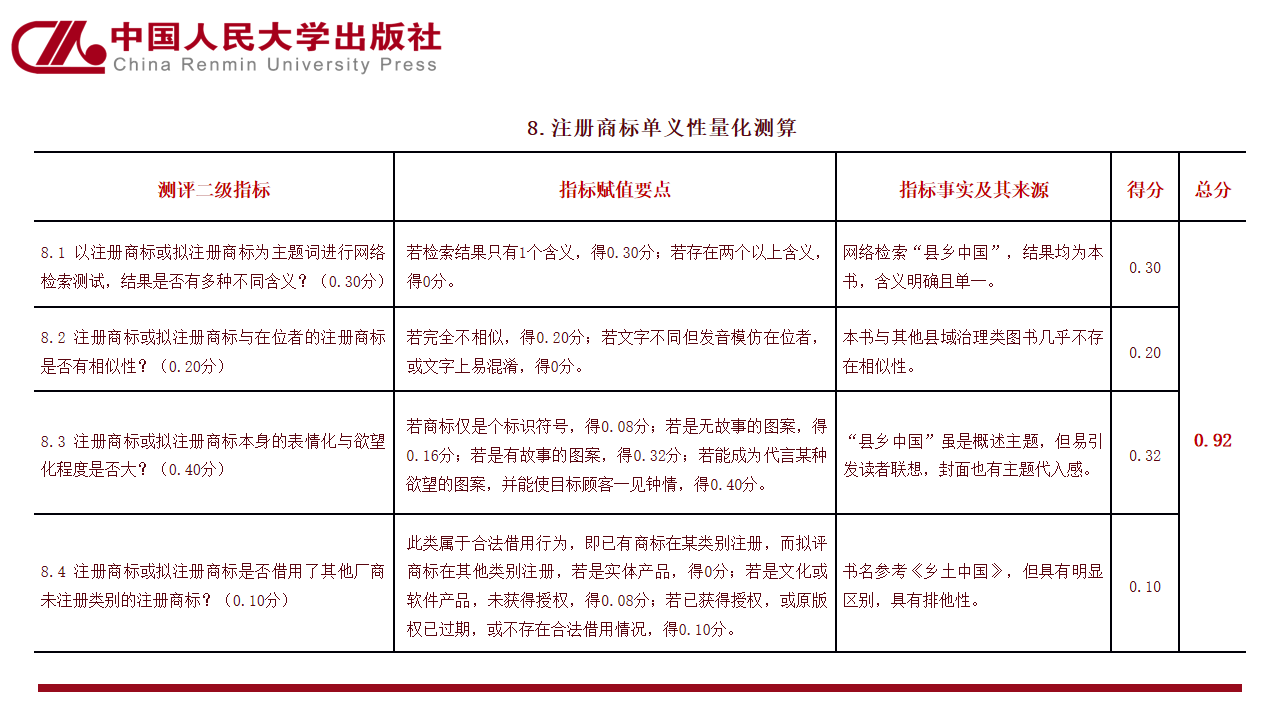 中国人民大学出版社
China Renmin University Press
8.注册商标单义性量化测算
测评二级指标
指标赋值要点
指标事实及其来源
得分
总分
8.1 以注册商标或拟注册商标为主题词进行网络
检索测试，结果是否有多种不同含义？（0.30分）
若检索结果只有1个含义，得0.30分；若存在两个以上含义，
得0分。
网络检索“县乡中国”，结果均为本
书，含义明确且单一。
0.30
8.2 注册商标或拟注册商标与在位者的注册商标
是否有相似性？（0.20分）
若完全不相似，得0.20分；若文字不同但发音模仿在位者，
或文字上易混淆，得0分。
本书与其他县域治理类图书几乎不存
在相似性。
0.20
8.3 注册商标或拟注册商标本身的表情化与欲望
化程度是否大？（0.40分）
若商标仅是个标识符号，得0.08分；若是无故事的图案，得
0.16分；若是有故事的图案，得0.32分；若能成为代言某种
欲望的图案，并能使目标顾客一见钟情，得0.40分。
“县乡中国”虽是概述主题，但易引
发读者联想，封面也有主题代入感。
0.32
0.92
8.4 注册商标或拟注册商标是否借用了其他厂商
未注册类别的注册商标？（0.10分）
此类属于合法借用行为，即已有商标在某类别注册，而拟评
商标在其他类别注册，若是实体产品，得0分；若是文化或
软件产品，未获得授权，得0.08分；若已获得授权，或原版
权已过期，或不存在合法借用情况，得0.10分。
书名参考《乡土中国》，但具有明显
区别，具有排他性。
0.10